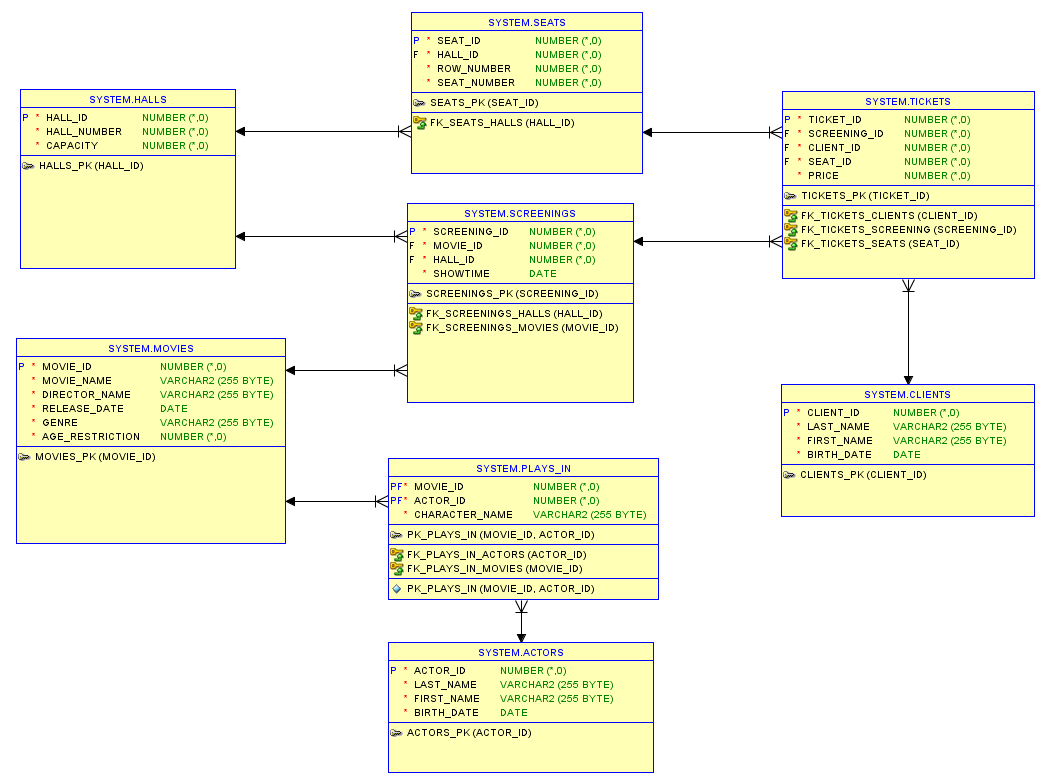 SYSTEM.SEATS
P * SEAT_ID NUMBER (*,0)
F * HALL_ID NUMBER (*,0)
* ROW_NUMBER NUMBER (*,0)
* SEAT_NUMBER NUMBER (*,0)
SEATS_PK (SEAT_ID)
FK_SEATS_HALLS (HALL_ID)
SYSTEM.HALLS
P * HALL_ID NUMBER (*,0)
* HALL_NUMBER NUMBER (*,0)
* CAPACITY NUMBER (*,0)
HALLS_PK (HALL_ID)
SYSTEM.TICKETS
P * TICKET_ID NUMBER (*,0)
F * SCREENING_ID NUMBER (*,0)
F * CLIENT_ID NUMBER (*,0)
F * SEAT_ID NUMBER (*,0)
* PRICE NUMBER (*,0)
TICKETS_PK (TICKET_ID)
FK_TICKETS_CLIENTS (CLIENT_ID)
FK_TICKETS_SCREENING (SCREENING_ID)
FK_TICKETS_SEATS (SEAT_ID)
SYSTEM.SCREENINGS
P * SCREENING_ID NUMBER (*,0)
F * MOVIE_ID NUMBER (*,0)
F * HALL_ID NUMBER (*,0)
* SHOWTIME DATE
SCREENINGS_PK (SCREENING_ID)
FK_SCREENINGS_HALLS (HALL_ID)
FK_SCREENINGS_MOVIES (MOVIE_ID)
SYSTEM.MOVIES
P * MOVIE_ID NUMBER (*,0)
* MOVIE_NAME VARCHAR2 (255 BYTE)
* DIRECTOR_NAME VARCHAR2 (255 BYTE)
* RELEASE_DATE DATE
* GENRE VARCHAR2 (255 BYTE)
* AGE_RESTRICTION NUMBER (*,0)
MOVIES_PK (MOVIE_ID)
SYSTEM.CLIENTS
P * CLIENT_ID NUMBER (*,0)
* LAST_NAME VARCHAR2 (255 BYTE)
* FIRST_NAME VARCHAR2 (255 BYTE)
* BIRTH_DATE DATE
CLIENTS_PK (CLIENT_ID)
SYSTEM.PLAYS_IN
PF* MOVIE_ID NUMBER (*,0)
PF* ACTOR_ID NUMBER (*,0)
* CHARACTER_NAME VARCHAR2 (255 BYTE)
PK_PLAYS_IN (MOVIE_ID, ACTOR_ID)
FK_PLAYS_IN_ACTORS (ACTOR_ID)
FK_PLAYS_IN_MOVIES (MOVIE_ID)
PK_PLAYS_IN (MOVIE_ID, ACTOR_ID)
SYSTEM.ACTORS
P * ACTOR_ID NUMBER (*,0)
* LAST_NAME VARCHAR2 (255 BYTE)
* FIRST_NAME VARCHAR2 (255 BYTE)
* BIRTH_DATE DATE
ACTORS_PK (ACTOR_ID)